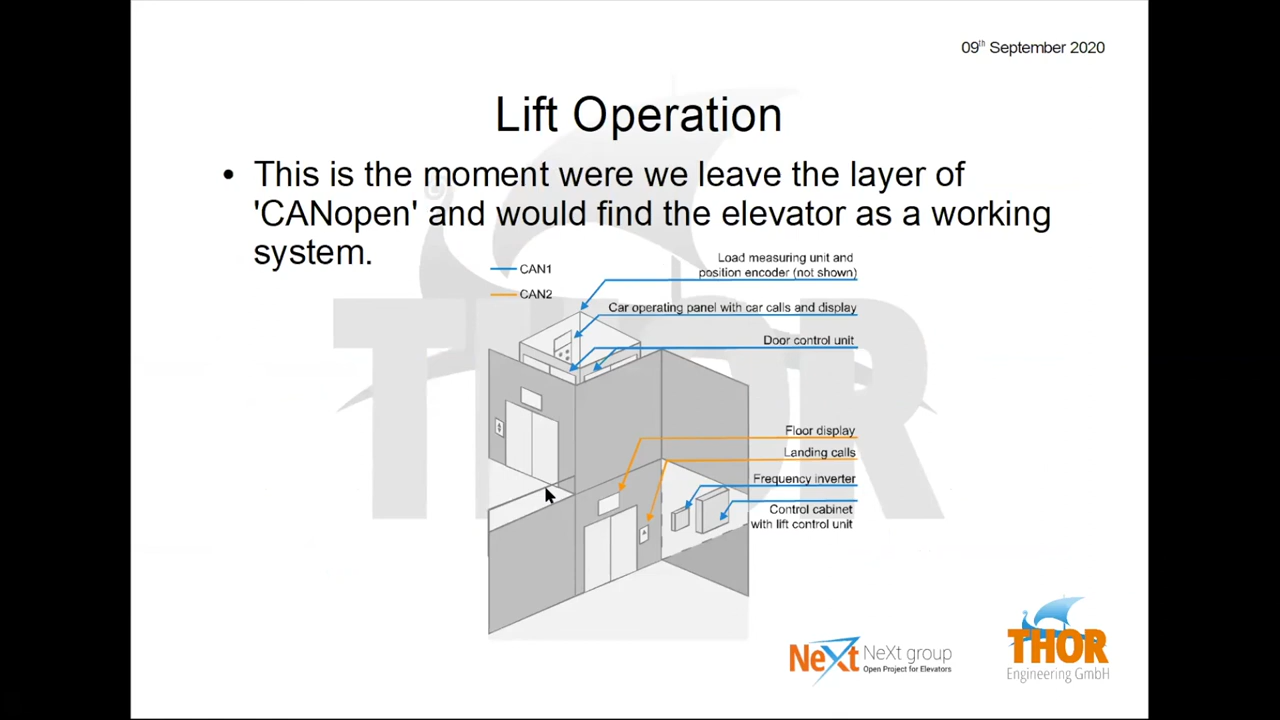 09th September 2020
Lift Operation
• This is the moment were we leave the layer of
'CANopen' and would find the elevator as a working
system.
CAN1
CAN2
Load measuring unit and
position encoder (not shown)
Car operating panel with car calls and display
Door control unit
Floor display
Landing calls
Frequency inverter
Control cabinet
with lift control unit
THOR
NeXt NeXt group
Open Project for Elevators
THOR
Engineering GmbH